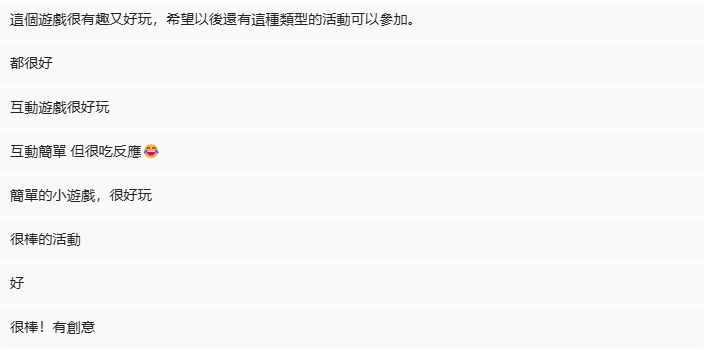 這個遊戲很有趣又好玩，希望以後還有這種類型的活動可以參加。
都很好
互動遊戲很好玩
互動簡單 但很吃反應😂
簡單的小遊戲，很好玩
很棒的活動
好
很棒！有創意